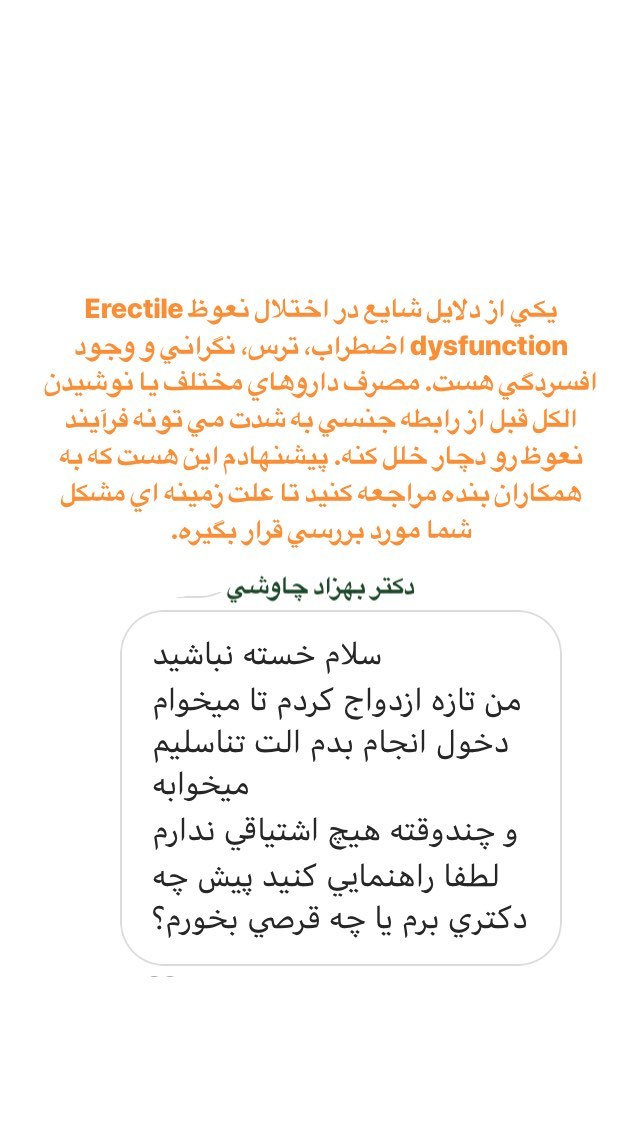 يكي از دلايل شايع در اختلال نعوظ Erectile
dysfunction اضطراب، ترس، نگراني و وجود
افسردگي هست. مصرف داروهاي مختلف يا نوشيدن
الكل قبل از رابطه جنسي به شدت مي تونه فرآيند
نعوظ رو دچار خلل كنه. پيشنهادم اين هست كه به
همكاران بنده مراجعه كنيد تا علت زمينه اي مشكل
شما مورد بررسي قرار بگيره.
دكتر بهزاد چاوشي
سلام خسته نباشيد
من تازه ازدواج كردم تا ميخوام
دخول انجام بدم الت تناسليم
ميخوابه
و چندوقته هيچ اشتياقي ندارم
لطفا راهنمايي كنيد پيش چه
دكتري برم يا چه قرصي بخورم؟